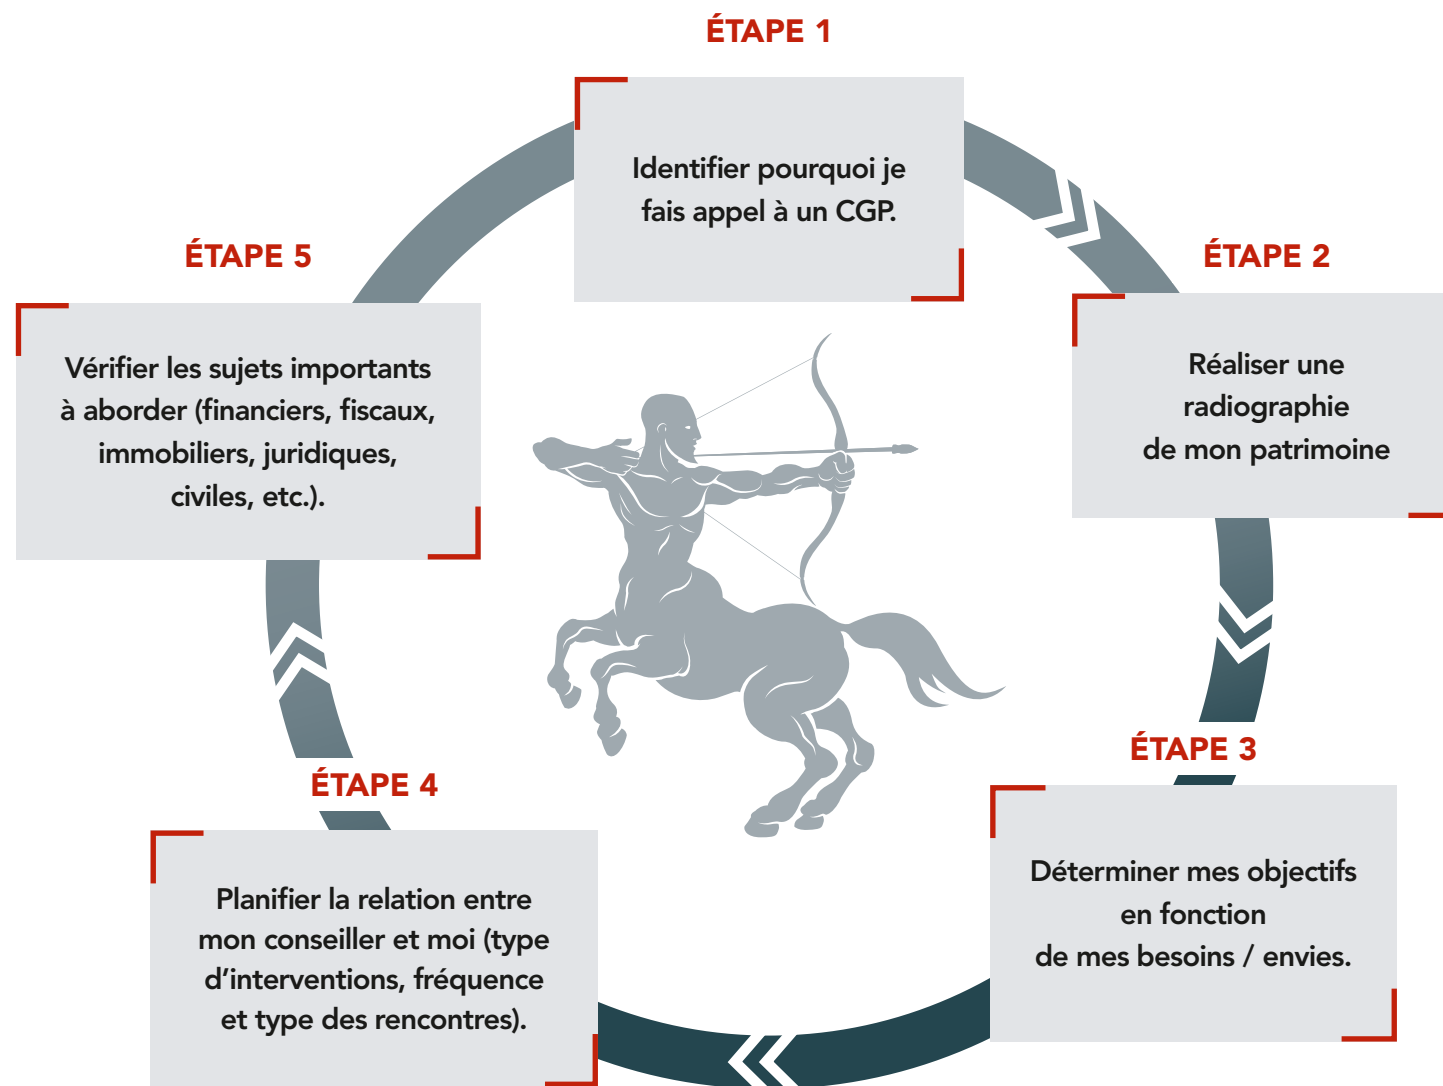 ÉTAPE 1
Identifier pourquoi je
fais appel à un CGP.
ÉTAPE 2
Réaliser une
radiographie
de mon patrimoine
ÉTAPE 3
Déterminer mes objectifs
en fonction
de mes besoins / envies.
ÉTAPE 4
Planifier la relation entre
mon conseiller et moi (type
d’interventions, fréquence
et type des rencontres).
ÉTAPE 5
Vérifier les sujets importants
à aborder (financiers, fiscaux,
immobiliers, juridiques,
civiles, etc.).